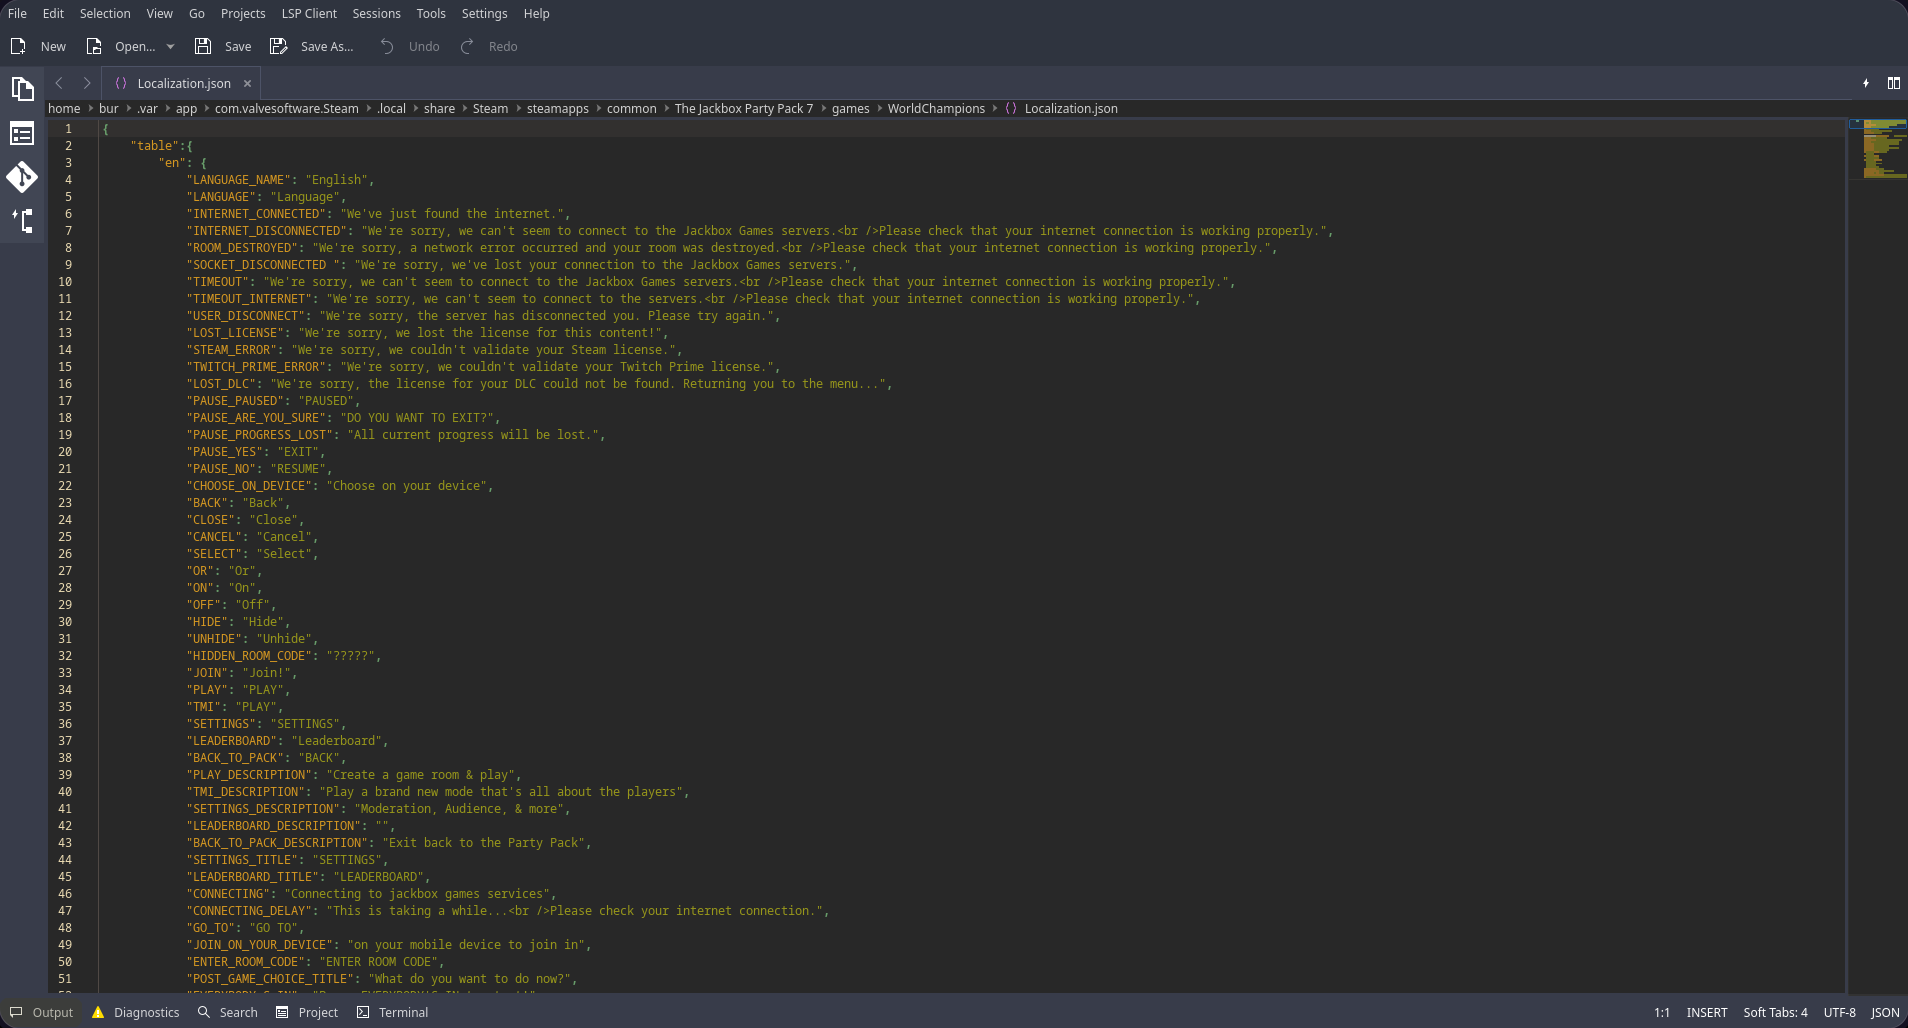 File Edit Selection View Go Projects LSP Client Sessions Tools Settings Help
New Open... Save Save As... Undo Redo
Localization.json
home bur .var app com.valvesoftware.Steam .local share Steam steamapps common The Jackbox Party Pack 7 games WorldChampions Localization.json
1 {
2 "table":{
3 "en": {
4 "LANGUAGE_NAME": "English",
5 "LANGUAGE": "Language",
6 "INTERNET_CONNECTED": "We've just found the internet.",
7 "INTERNET_DISCONNECTED": "We're sorry, we can't seem to connect to the Jackbox Games servers.<br />Please check that your internet connection is working properly.",
8 "ROOM_DESTROYED": "We're sorry, a network error occurred and your room was destroyed.<br />Please check that your internet connection is working properly.",
9 "SOCKET_DISCONNECTED ": "We're sorry, we've lost your connection to the Jackbox Games servers.",
10 "TIMEOUT": "We're sorry, we can't seem to connect to the Jackbox Games servers.<br />Please check that your internet connection is working properly.",
11 "TIMEOUT_INTERNET": "We're sorry, we can't seem to connect to the servers.<br />Please check that your internet connection is working properly.",
12 "USER_DISCONNECT": "We're sorry, the server has disconnected you. Please try again.",
13 "LOST_LICENSE": "We're sorry, we lost the license for this content!",
14 "STEAM_ERROR": "We're sorry, we couldn't validate your Steam license.",
15 "TWITCH_PRIME_ERROR": "We're sorry, we couldn't validate your Twitch Prime license.",
16 "LOST_DLC": "We're sorry, the license for your DLC could not be found. Returning you to the menu...",
17 "PAUSE_PAUSED": "PAUSED",
18 "PAUSE_ARE_YOU_SURE": "DO YOU WANT TO EXIT?",
19 "PAUSE_PROGRESS_LOST": "All current progress will be lost.",
20 "PAUSE_YES": "EXIT",
21 "PAUSE_NO": "RESUME",
22 "CHOOSE_ON_DEVICE": "Choose on your device",
23 "BACK": "Back",
24 "CLOSE": "Close",
25 "CANCEL": "Cancel",
26 "SELECT": "Select",
27 "OR": "Or",
28 "ON": "On",
29 "OFF": "Off",
30 "HIDE": "Hide",
31 "UNHIDE": "Unhide",
32 "HIDDEN_ROOM_CODE": "?????",
33 "JOIN": "Join!",
34 "PLAY": "PLAY",
35 "TMI": "PLAY",
36 "SETTINGS": "SETTINGS",
37 "LEADERBOARD": "Leaderboard",
38 "BACK_TO_PACK": "BACK",
39 "PLAY_DESCRIPTION": "Create a game room & play",
40 "TMI_DESCRIPTION": "Play a brand new mode that's all about the players",
41 "SETTINGS_DESCRIPTION": "Moderation, Audience, & more",
42 "LEADERBOARD_DESCRIPTION": "",
43 "BACK_TO_PACK_DESCRIPTION": "Exit back to the Party Pack",
44 "SETTINGS_TITLE": "SETTINGS",
45 "LEADERBOARD_TITLE": "LEADERBOARD",
46 "CONNECTING": "Connecting to jackbox games services",
47 "CONNECTING_DELAY": "This is taking a while...<br />Please check your internet connection.",
48 "GO_TO": "GO TO",
49 "JOIN_ON_YOUR_DEVICE": "on your mobile device to join in",
50 "ENTER_ROOM_CODE": "ENTER ROOM CODE",
51 "POST_GAME_CHOICE_TITLE": "What do you want to do now?",
Output Diagnostics Search Project Terminal 1:1 INSERT Soft Tabs: 4 UTF-8 JSON